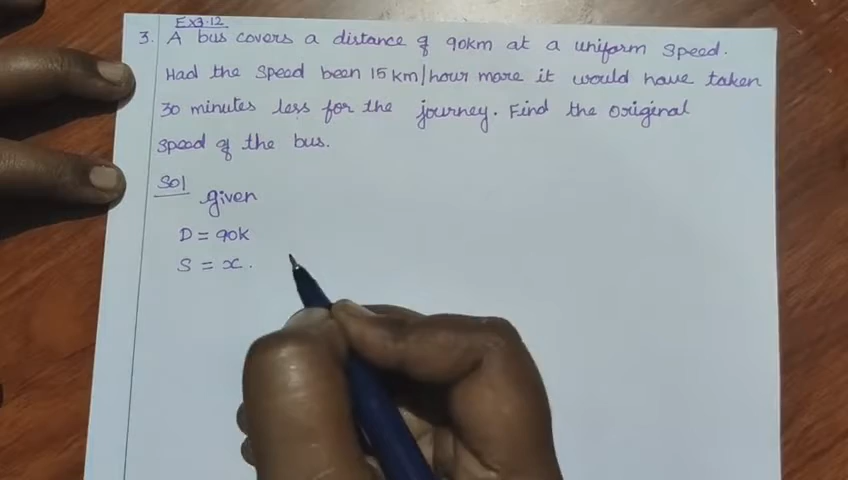 Ex3.12
3. A bus covers a distance of 90km at a uniform speed.
Had the speed been 15 km/hour more it would have taken
30 minutes less for the journey. Find the original
speed of the bus.
Sol
given
D = 90k
S = x.